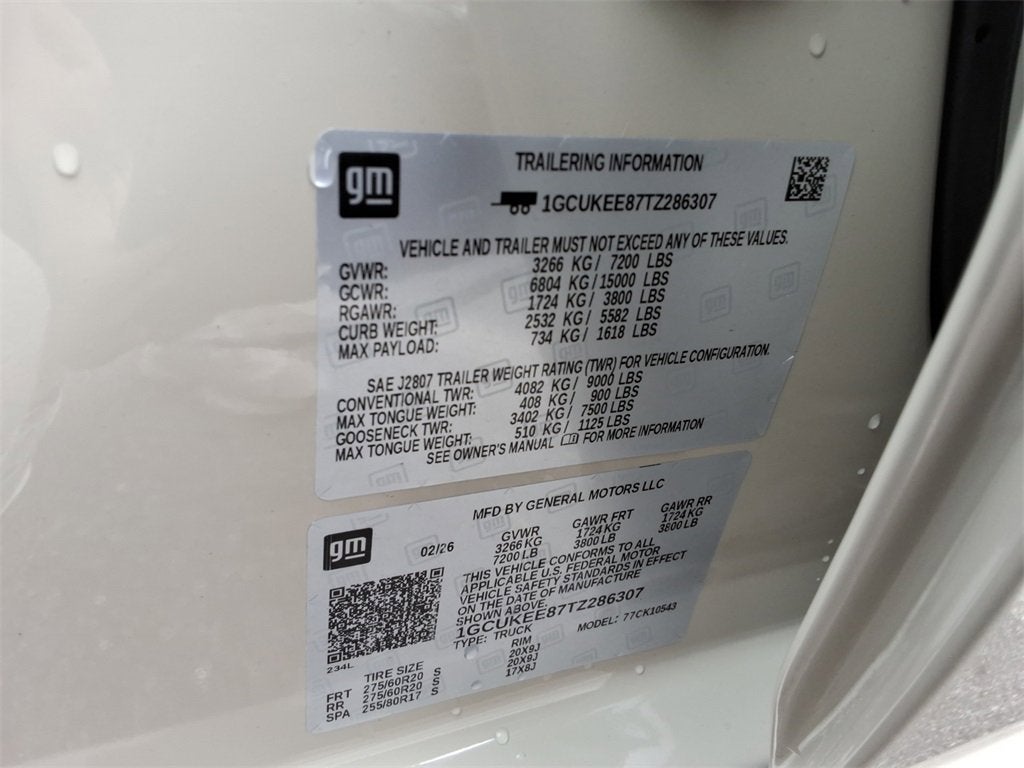 gm
TRAILERING INFORMATION
1GCUKEE87TZ286307
VEHICLE AND TRAILER MUST NOT EXCEED ANY OF THESE VALUES.
GVWR: 3266 KG/ 7200 LBS
GCWR: 6804 KG/15000 LBS
RGAWR: 1724 KG/ 3800 LBS
CURB WEIGHT: 2532 KG/ 5582 LBS
MAX PAYLOAD: 734 KG/ 1618 LBS
SAE J2807 TRAILER WEIGHT RATING (TWR) FOR VEHICLE CONFIGURATION.
CONVENTIONAL TWR: 4082 KG/ 9000 LBS
MAX TONGUE WEIGHT: 408 KG/ 900 LBS
GOOSENECK TWR: 3402 KG/ 7500 LBS
MAX TONGUE WEIGHT: 510 KG/ 1125 LBS
SEE OWNER'S MANUAL FOR MORE INFORMATION
gm
MFD BY GENERAL MOTORS LLC
02/26 GVWR GAWR FRT GAWR RR
3266 KG 1724 KG 1724 KG
7200 LB 3800 LB 3800 LB
THIS VEHICLE CONFORMS TO ALL
APPLICABLE U.S. FEDERAL MOTOR
VEHICLE SAFETY STANDARDS IN EFFECT
ON THE DATE OF MANUFACTURE
SHOWN ABOVE.
1GCUKEE87TZ286307
TYPE: TRUCK MODEL: 77CK10543
234L
TIRE SIZE RIM
FRT 275/60R20 S 20X9J
RR 275/60R20 S 20X9J
SPA 255/80R17 S 17X8J